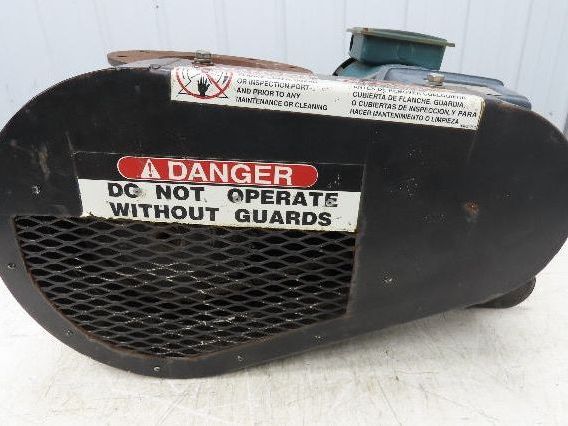 OR INSPECTION PORT
AND PRIOR TO ANY
MAINTENANCE OR CLEANING
CUBIERTA DE FLANCHE, GUARDIA,
O CUBIERTAS DE INSPECCION, Y PARA
HACER MANTENIMIENTO O LIMPIEZA
DANGER
DO NOT OPERATE
WITHOUT GUARDS